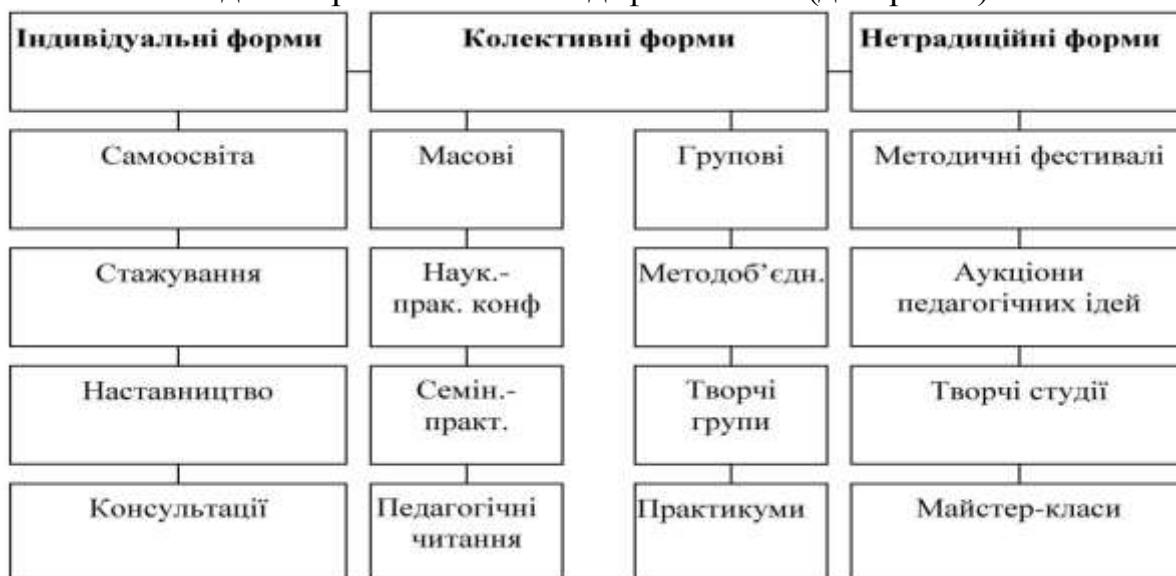 Індивідуальні форми
Колективні форми
Нетрадиційні форми
Самоосвіта
Масові
Групові
Методичні фестивалі
Стажування
Наук.-
прак. конф
Методоб’єдн.
Аукціони
педагогічних ідей
Наставництво
Семін.-
практ.
Творчі
групи
Творчі студії
Консультації
Педагогічні
читання
Практикуми
Майстер-класи